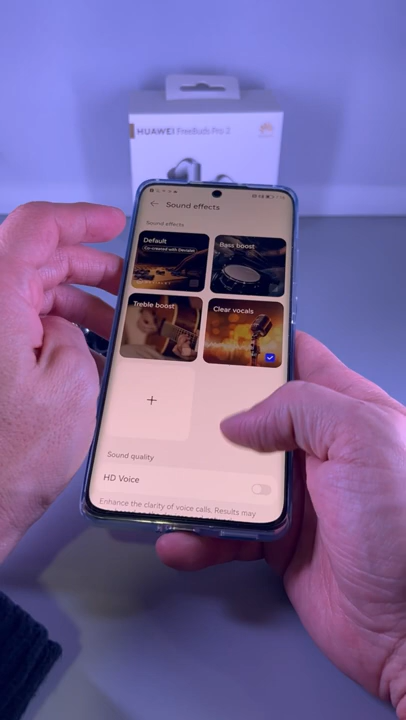 HUAWEI FreeBuds Pro 2
Sound effects
Sound effects
Default
Co-created with Devialet
Bass boost
Treble boost
Clear vocals
+
Sound quality
HD Voice
Enhance the clarity of voice calls. Results may